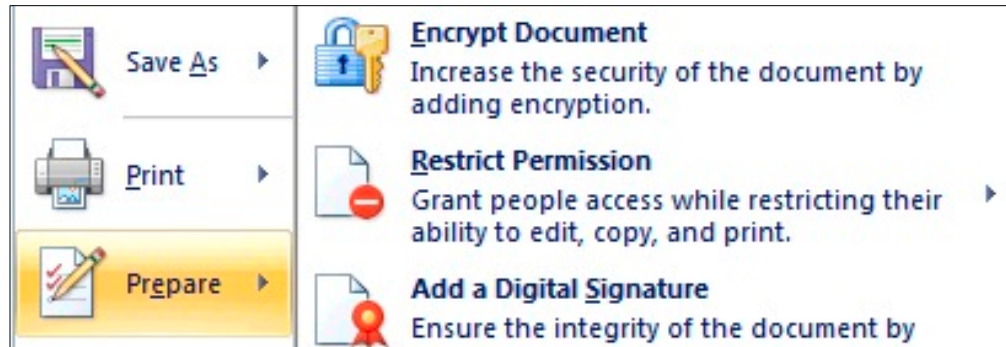 Save As
Print
Prepare
Encrypt Document
Increase the security of the document by
adding encryption.
Restrict Permission
Grant people access while restricting their
ability to edit, copy, and print.
Add a Digital Signature
Ensure the integrity of the document by